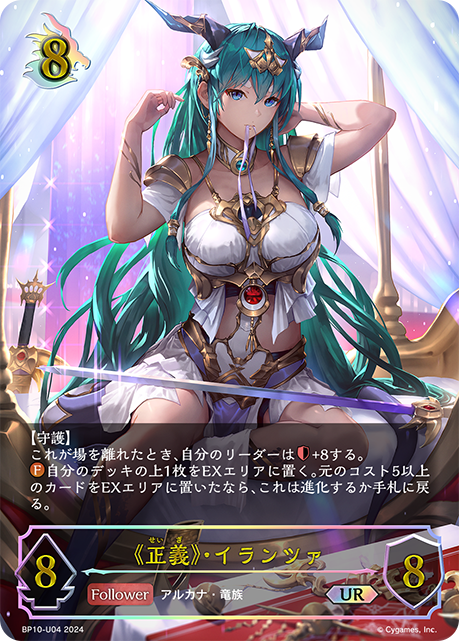 8
【守護】
これが場を離れたとき、自分のリーダーは+8する。
F自分のデッキの上1枚をEXエリアに置く。元のコスト5以上
のカードをEXエリアに置いたなら、これは進化するか手札に戻
る。
せいぎ
《正義》・イランツァ
8
8
Follower アルカナ・竜族
UR
BP10-U04 2024
© Cygames, Inc.